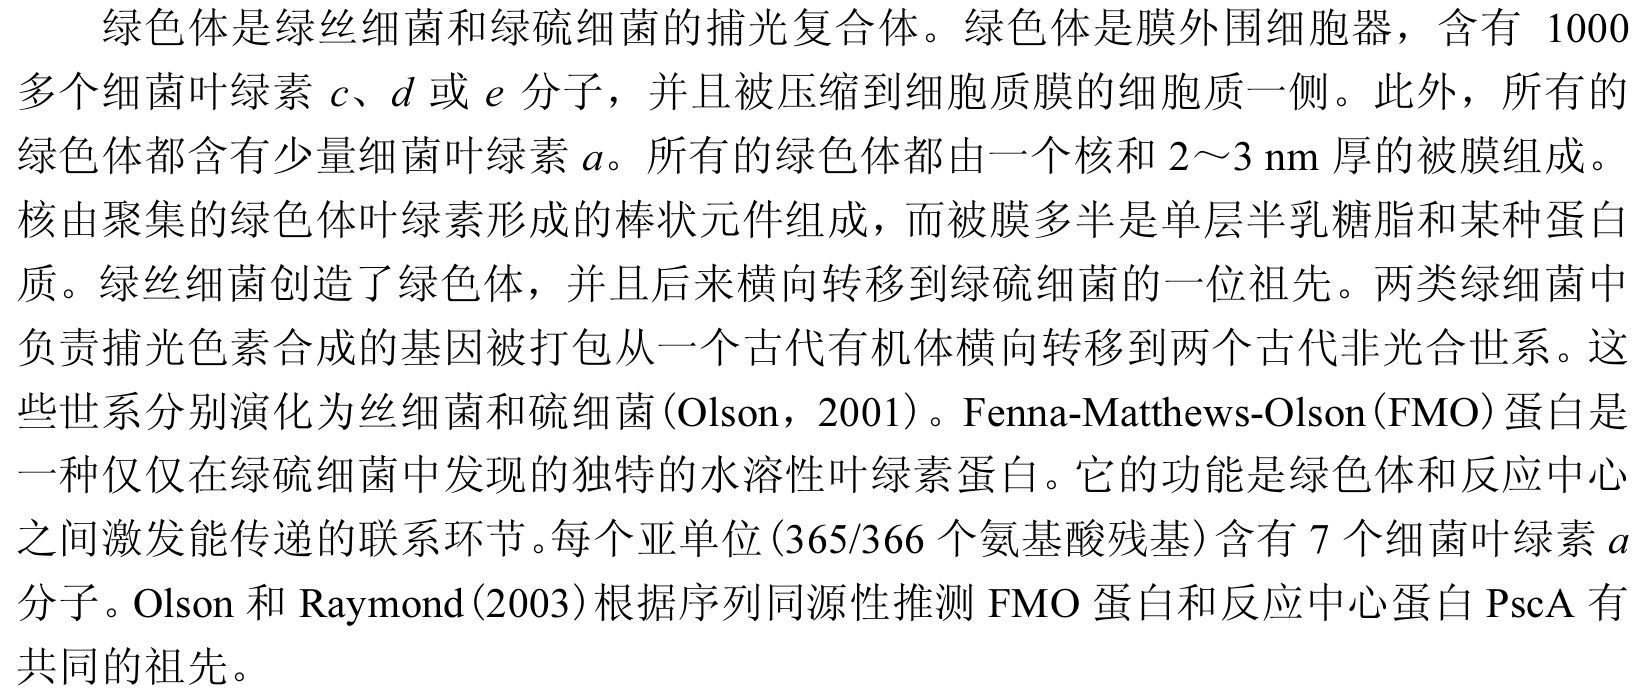 绿色体是绿丝细菌和绿硫细菌的捕光复合体。绿色体是膜外围细胞器，含有 1000
多个细菌叶绿素 c、d 或 e 分子，并且被压缩到细胞质膜的细胞质一侧。此外，所有的
绿色体都含有少量细菌叶绿素 a。所有的绿色体都由一个核和 2～3 nm 厚的被膜组成。
核由聚集的绿色体叶绿素形成的棒状元件组成，而被膜多半是单层半乳糖脂和某种蛋白
质。绿丝细菌创造了绿色体，并且后来横向转移到绿硫细菌的一位祖先。两类绿细菌中
负责捕光色素合成的基因被打包从一个古代有机体横向转移到两个古代非光合世系。这
些世系分别演化为丝细菌和硫细菌(Olson，2001)。Fenna-Matthews-Olson(FMO)蛋白是
一种仅仅在绿硫细菌中发现的独特的水溶性叶绿素蛋白。它的功能是绿色体和反应中心
之间激发能传递的联系环节。每个亚单位(365/366 个氨基酸残基)含有 7 个细菌叶绿素 a
分子。Olson 和 Raymond(2003)根据序列同源性推测 FMO 蛋白和反应中心蛋白 PscA 有
共同的祖先。